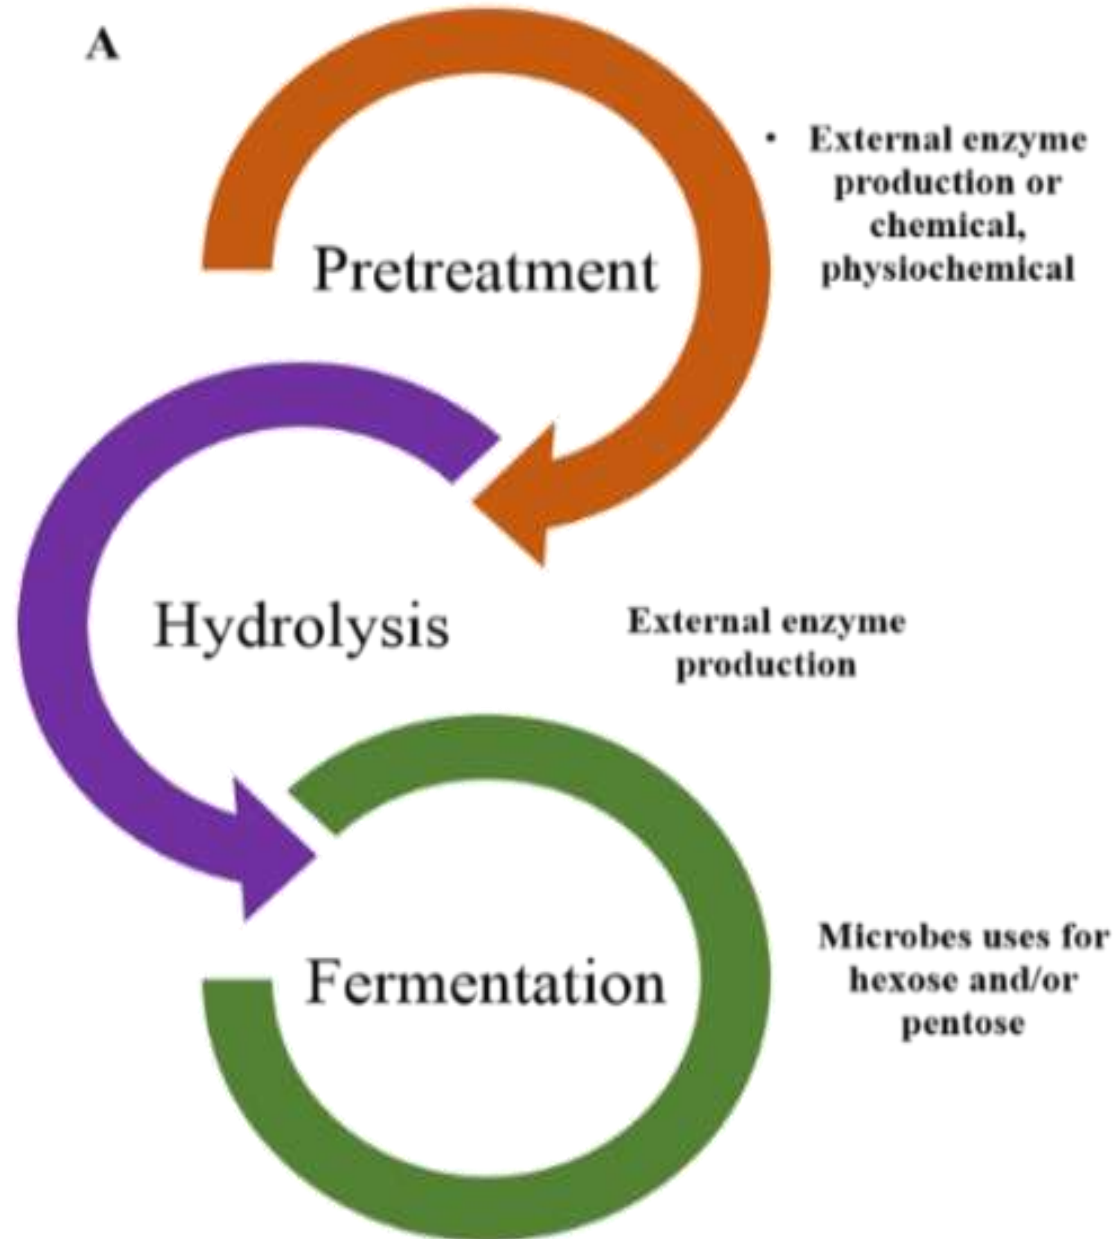 A
• External enzyme
production or
chemical,
physiochemical
Pretreatment
Hydrolysis
External enzyme
production
Fermentation
Microbes uses for
hexose and/or
pentose